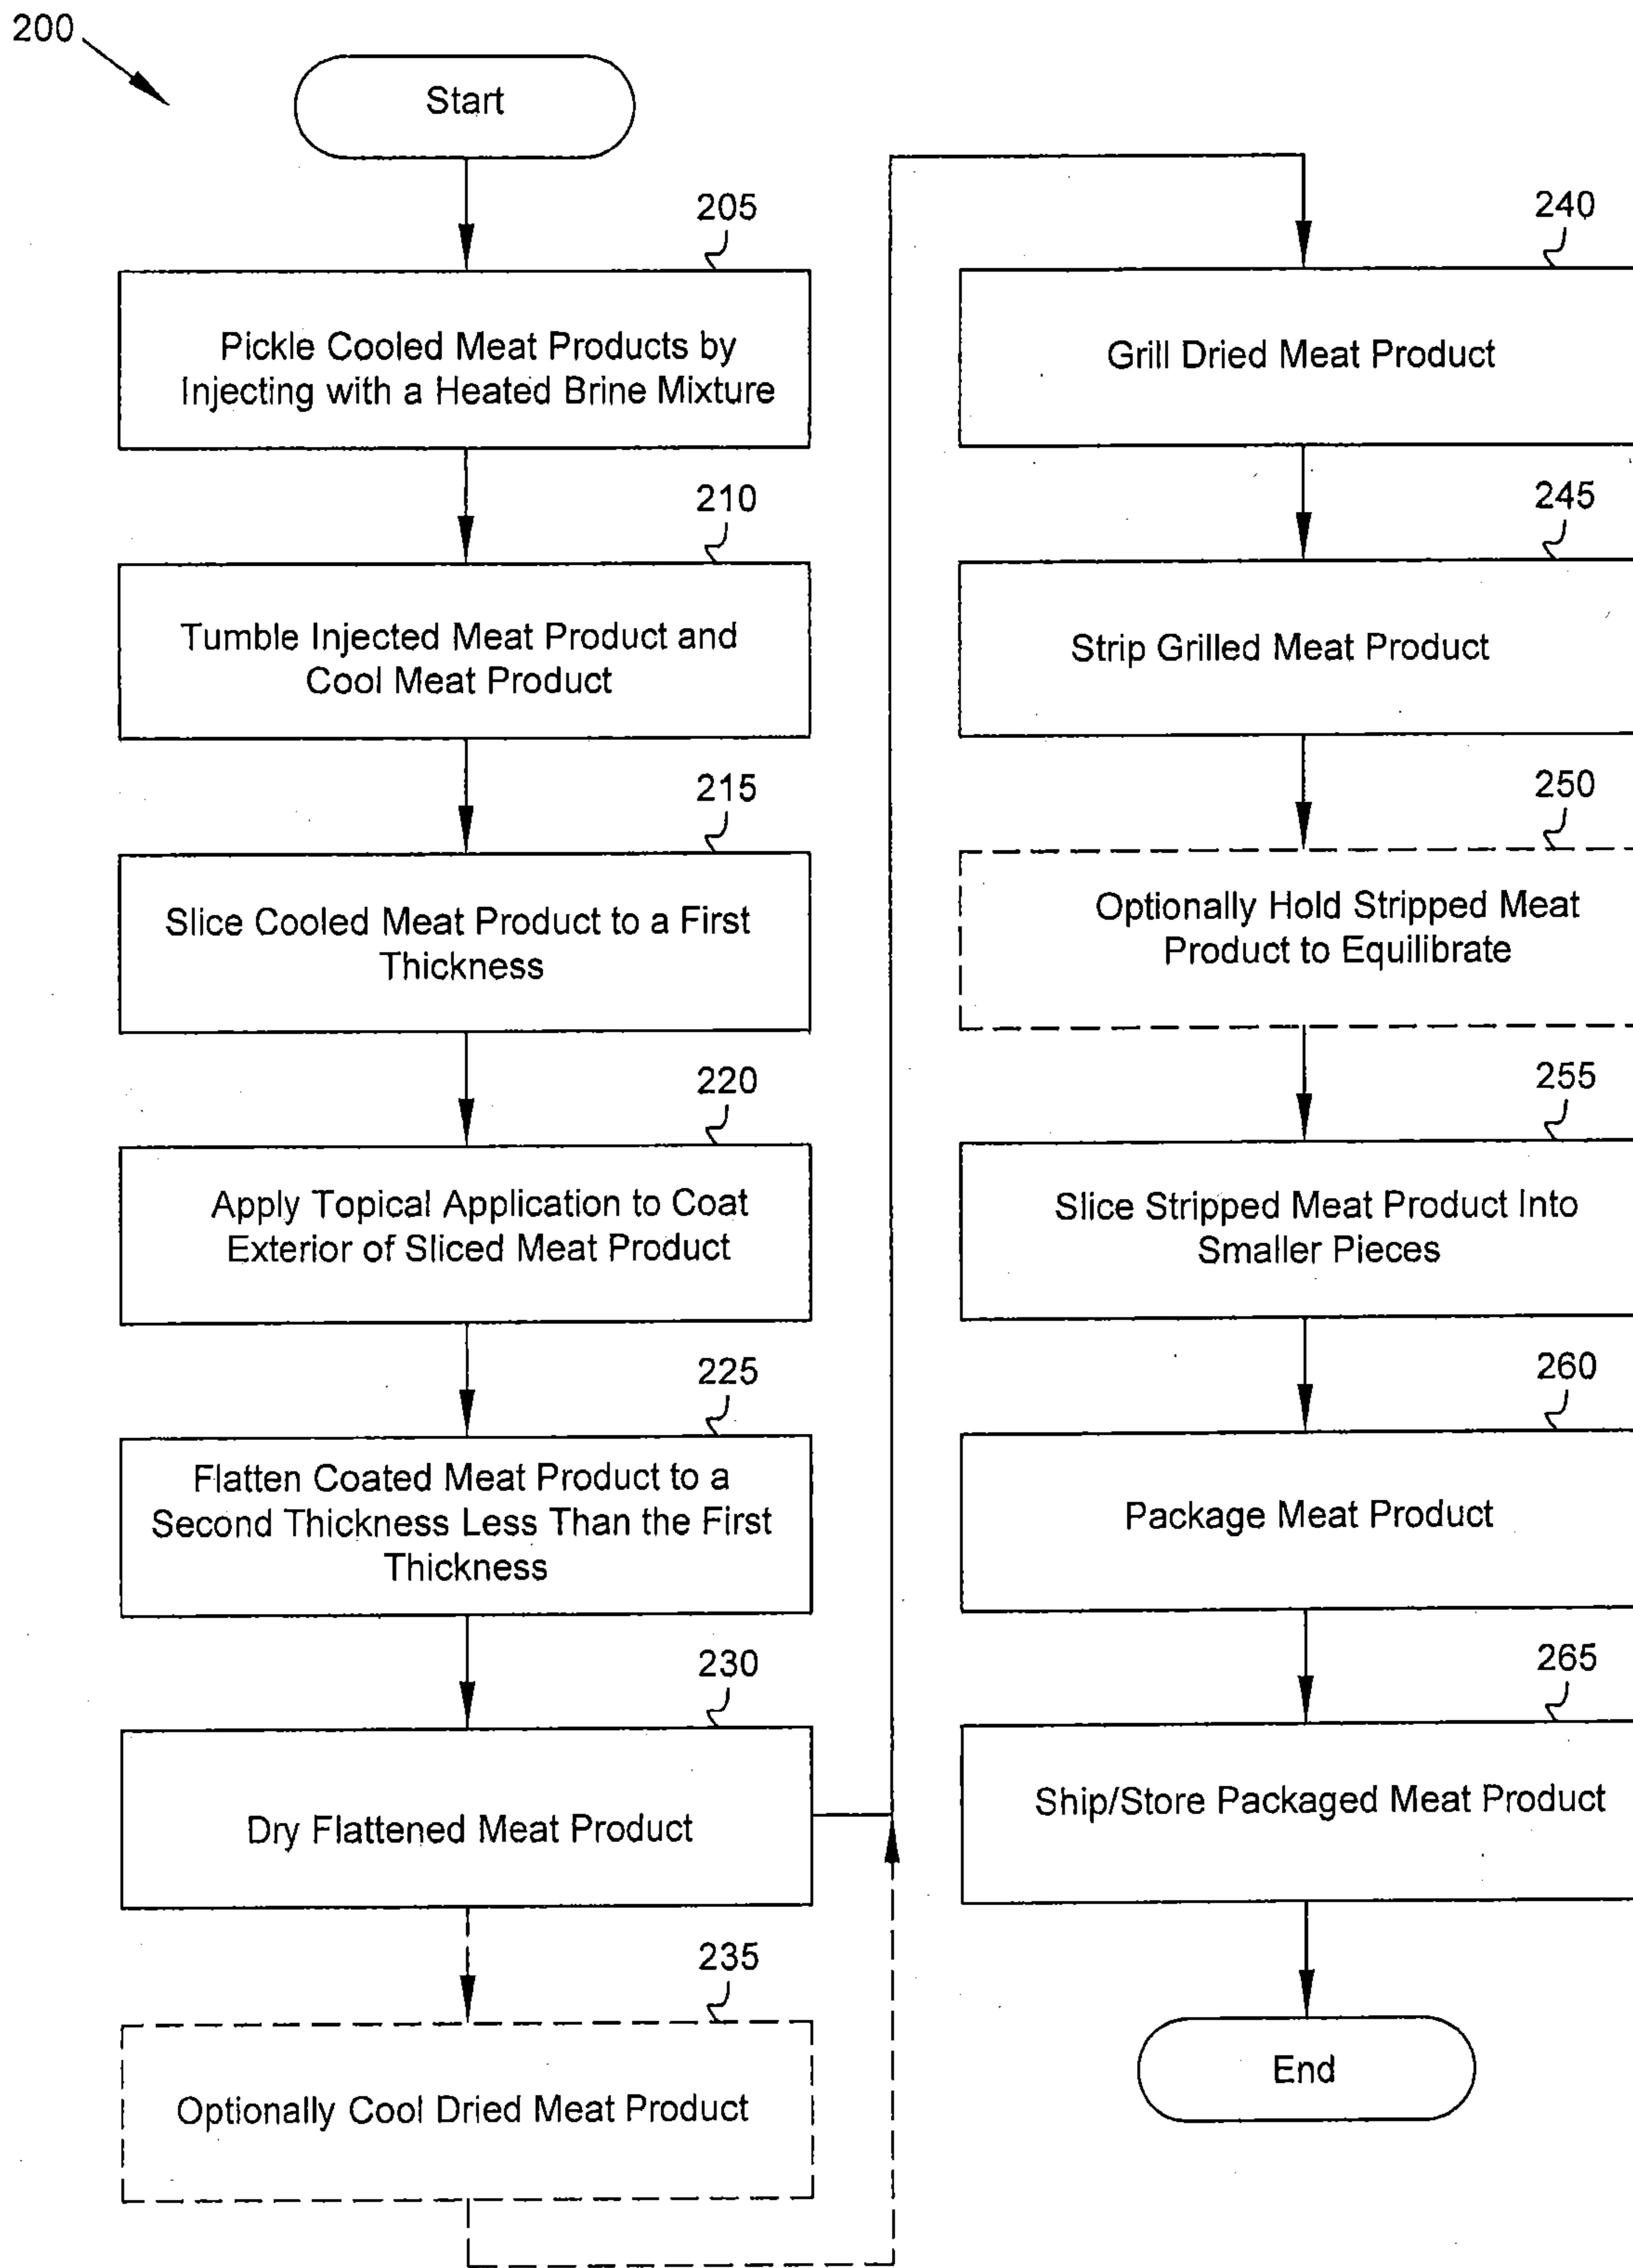 200
Start
205
Pickle Cooled Meat Products by
Injecting with a Heated Brine Mixture
210
Tumble Injected Meat Product and
Cool Meat Product
215
Slice Cooled Meat Product to a First
Thickness
220
Apply Topical Application to Coat
Exterior of Sliced Meat Product
225
Flatten Coated Meat Product to a
Second Thickness Less Than the First
Thickness
230
Dry Flattened Meat Product
235
Optionally Cool Dried Meat Product
240
Grill Dried Meat Product
245
Strip Grilled Meat Product
250
Optionally Hold Stripped Meat
Product to Equilibrate
255
Slice Stripped Meat Product Into
Smaller Pieces
260
Package Meat Product
265
Ship/Store Packaged Meat Product
End